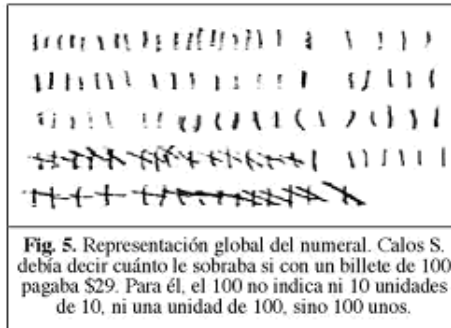 Fig. 5. Representación global del numeral. Calos S.
debía decir cuánto le sobraba si con un billete de 100
pagaba $29. Para él, el 100 no indica ni 10 unidades
de 10, ni una unidad de 100, sino 100 unos.